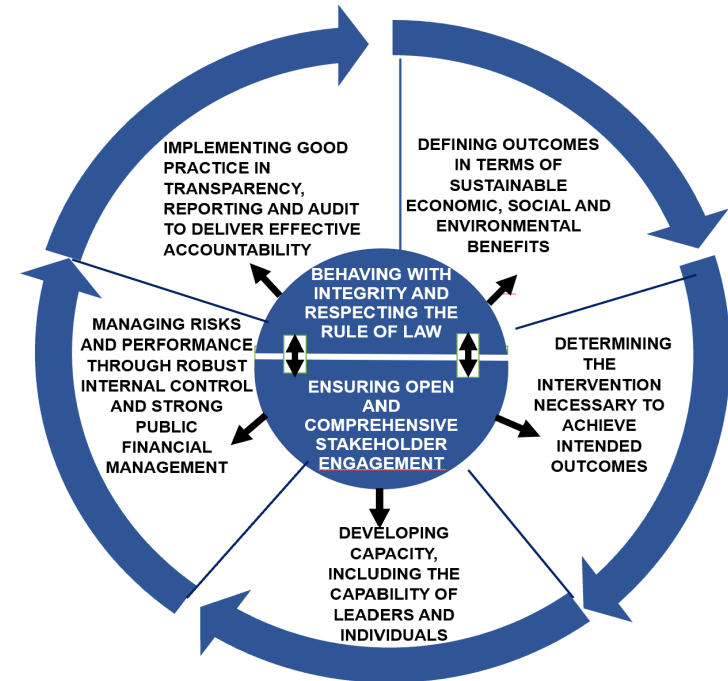 IMPLEMENTING GOOD
PRACTICE IN
TRANSPARENCY,
REPORTING AND AUDIT
TO DELIVER EFFECTIVE
ACCOUNTABILITY
DEFINING OUTCOMES
IN TERMS OF
SUSTAINABLE
ECONOMIC, SOCIAL AND
ENVIRONMENTAL
BENEFITS
BEHAVING WITH
INTEGRITY AND
RESPECTING THE
RULE OF LAW
MANAGING RISKS
AND PERFORMANCE
THROUGH ROBUST
INTERNAL CONTROL
AND STRONG
PUBLIC
FINANCIAL
MANAGEMENT
ENSURING OPEN
AND
COMPREHENSIVE
STAKEHOLDER
ENGAGEMENT
DETERMINING
THE
INTERVENTION
NECESSARY TO
ACHIEVE
INTENDED
OUTCOMES
DEVELOPING
CAPACITY,
INCLUDING THE
CAPABILITY OF
LEADERS AND
INDIVIDUALS